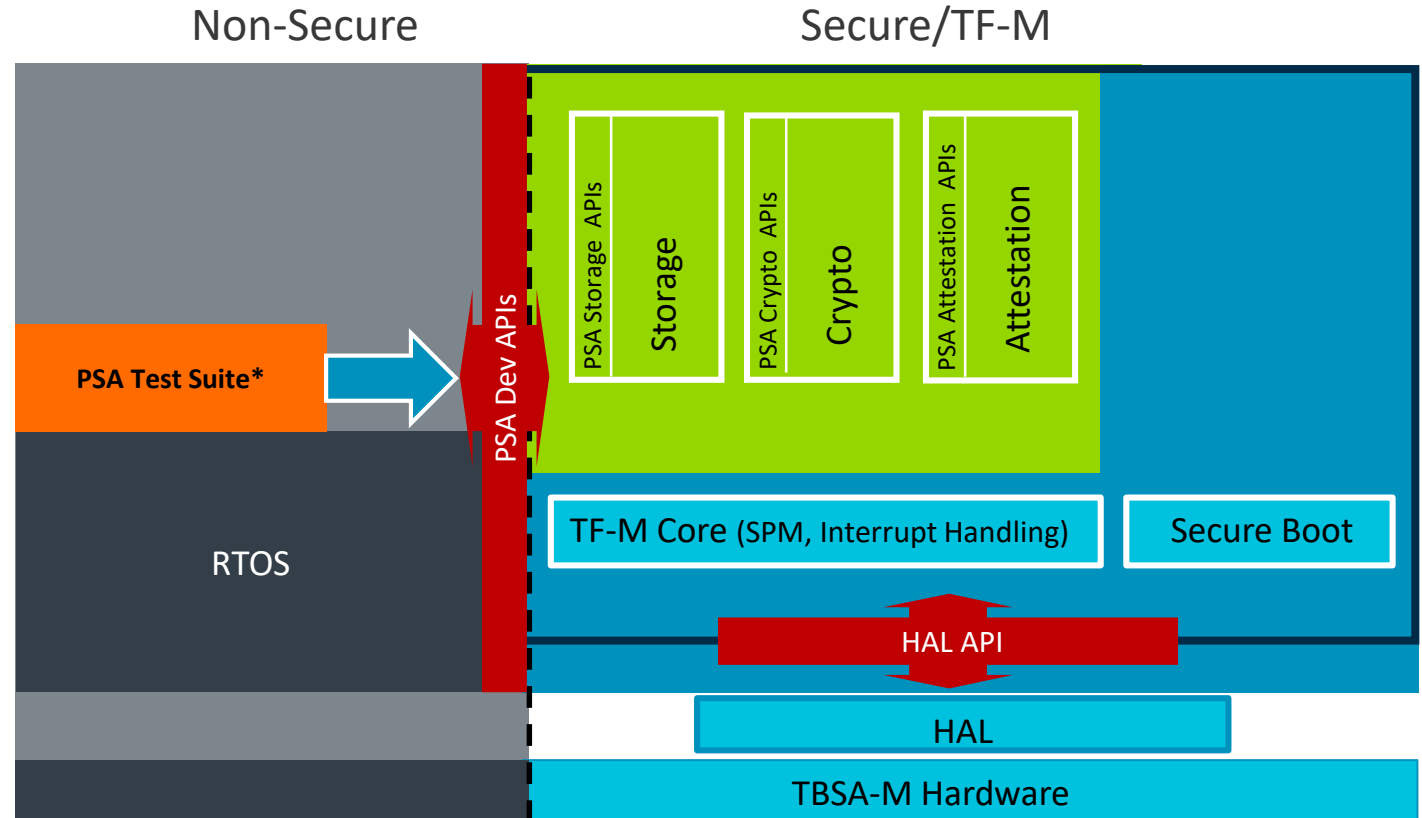 Non-Secure
Secure/TF-M
PSA Storage APIs
Storage
PSA Crypto APIs
Crypto
PSA Attestation APIs
Attestation
PSA Test Suite*
PSA Dev APIs
RTOS
TF-M Core (SPM, Interrupt Handling)
Secure Boot
HAL API
HAL
TBSA-M Hardware